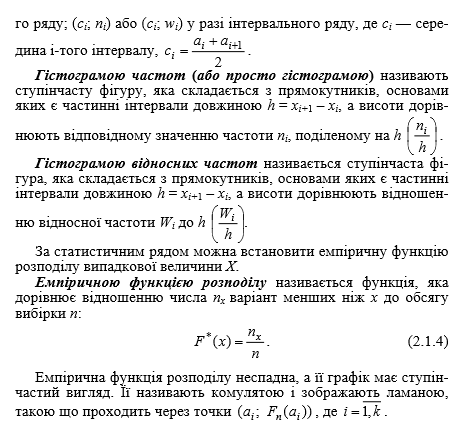 го ряду; (cᵢ; nᵢ) або (cᵢ; wᵢ) у разі інтервального ряду, де cᵢ — сере-
дина i-того інтервалу, cᵢ = (aᵢ + aᵢ₊₁)/2 .
Гістограмою частот (або просто гістограмою) називають
ступінчасту фігуру, яка складається з прямокутників, основами
яких є частинні інтервали довжиною h = xᵢ₊₁ – xᵢ, а висоти дорів-
нюють відповідному значенню частоти nᵢ, поділеному на h (nᵢ/h) .
Гістограмою відносних частот називається ступінчаста фі-
гура, яка складається з прямокутників, основами яких є частинні
інтервали довжиною h = xᵢ₊₁ – xᵢ, а висоти дорівнюють відношен-
ню відносної частоти Wᵢ до h (Wᵢ/h).
За статистичним рядом можна встановити емпіричну функцію
розподілу випадкової величини X.
Емпіричною функцією розподілу називається функція, яка
дорівнює відношенню числа nₓ варіант менших ніж x до обсягу
вибірки n:
F*(x) = nₓ/n . (2.1.4)
Емпірична функція розподілу неспадна, а її графік має ступін-
частий вигляд. Її називають комулятою і зображають ламаною,
такою що проходить через точки (aᵢ; Fₙ(aᵢ)) , де i = 1,k̅ .